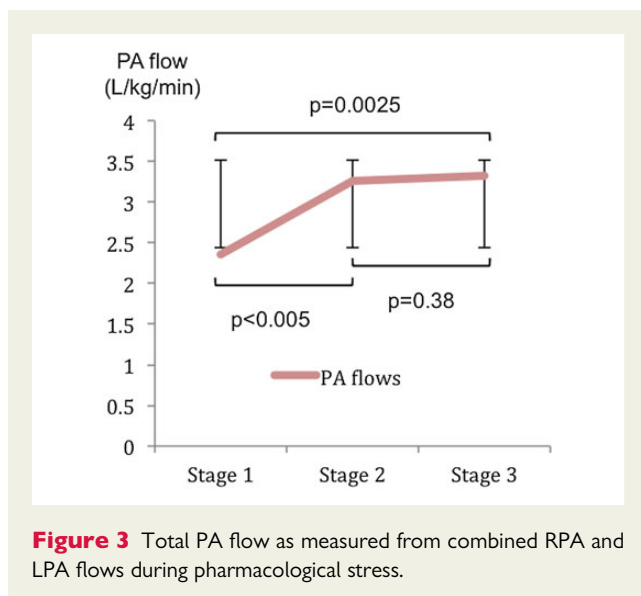 PA flow
(L/kg/min)
p=0.0025
4
3.5
3
2.5
2
1.5
1
0.5
0
p<0.005
p=0.38
PA flows
Stage 1 Stage 2 Stage 3
Figure 3 Total PA flow as measured from combined RPA and
LPA flows during pharmacological stress.